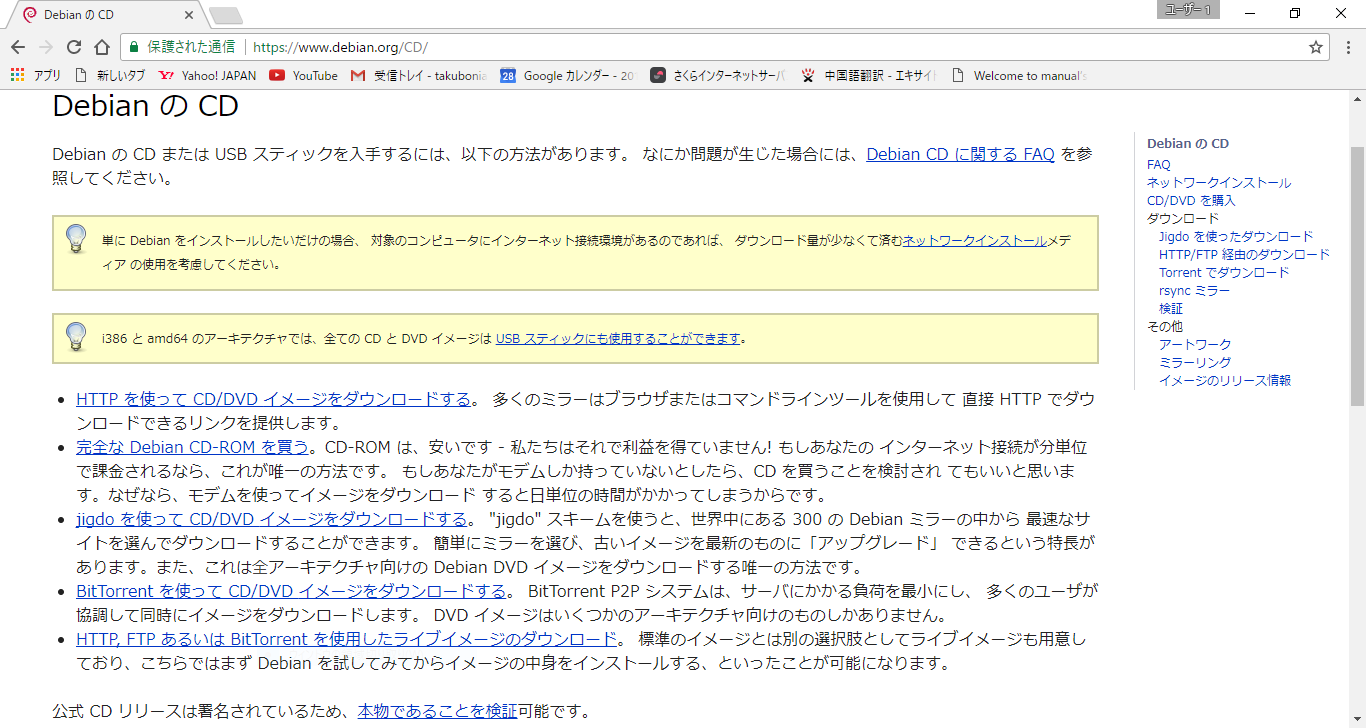 Debian の CD
ユーザー 1
保護された通信
https://www.debian.org/CD/
アプリ
新しいタブ
Yahoo! JAPAN
YouTube
受信トレイ - takubonia
28
Google カレンダー - 20
さくらインターネットサーバ
中国語翻訳 - エキサイト
Welcome to manual's
Debian の CD
Debian の CD または USB スティックを入手するには、以下の方法があります。 なにか問題が生じた場合には、Debian CD に関する FAQ を参
照してください。
単に Debian をインストールしたいだけの場合、 対象のコンピュータにインターネット接続環境があるのであれば、 ダウンロード量が少なくて済むネットワークインストールメデ
ィア の使用を考慮してください。
i386 と amd64 のアーキテクチャでは、全ての CD と DVD イメージは USB スティックにも使用することができます。
HTTP を使って CD/DVD イメージをダウンロードする。 多くのミラーはブラウザまたはコマンドラインツールを使用して 直接 HTTP でダウ
ンロードできるリンクを提供します。
完全な Debian CD-ROM を買う。CD-ROM は、安いです - 私たちはそれで利益を得ていません! もしあなたの インターネット接続が分単位
で課金されるなら、これが唯一の方法です。 もしあなたがモデムしか持っていないとしたら、CD を買うことを検討され てもいいと思いま
す。なぜなら、モデムを使ってイメージをダウンロード すると日単位の時間がかかってしまうからです。
jigdo を使って CD/DVD イメージをダウンロードする。 "jigdo" スキームを使うと、世界中にある 300 の Debian ミラーの中から 最速なサ
イトを選んでダウンロードすることができます。 簡単にミラーを選び、古いイメージを最新のものに「アップグレード」 できるという特長が
あります。また、これは全アーキテクチャ向けの Debian DVD イメージをダウンロードする唯一の方法です。
BitTorrent を使って CD/DVD イメージをダウンロードする。 BitTorrent P2P システムは、サーバにかかる負荷を最小にし、 多くのユーザが
協調して同時にイメージをダウンロードします。 DVD イメージはいくつかのアーキテクチャ向けのものしかありません。
HTTP, FTP あるいは BitTorrent を使用したライブイメージのダウンロード。 標準のイメージとは別の選択肢としてライブイメージも用意し
ており、こちらではまず Debian を試してみてからイメージの中身をインストールする、といったことが可能になります。
公式 CD リリースは署名されているため、本物であることを検証可能です。
Debian の CD
FAQ
ネットワークインストール
CD/DVD を購入
ダウンロード
Jigdo を使ったダウンロード
HTTP/FTP 経由のダウンロード
Torrent でダウンロード
rsync ミラー
検証
その他
アートワーク
ミラーリング
イメージのリリース情報